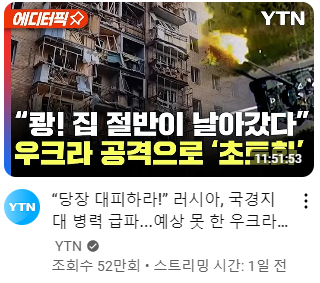 에디터픽
YTN
“쾅! 집 절반이 날아갔다”
우크라 공격으로 ‘초토화’
11:51:53
YTN
“당장 대피하라!” 러시아, 국경지
대 병력 급파...예상 못 한 우크라...
YTN
조회수 52만회 • 스트리밍 시간: 1일 전